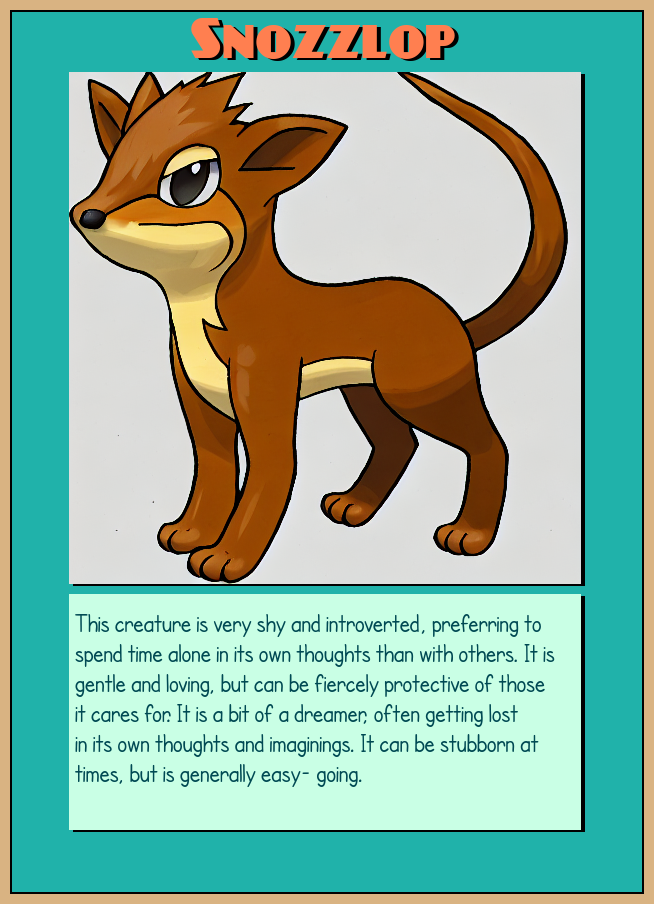 Snozzlop
This creature is very shy and introverted, preferring to
spend time alone in its own thoughts than with others. It is
gentle and loving, but can be fiercely protective of those
it cares for. It is a bit of a dreamer, often getting lost
in its own thoughts and imaginings. It can be stubborn at
times, but is generally easy- going.